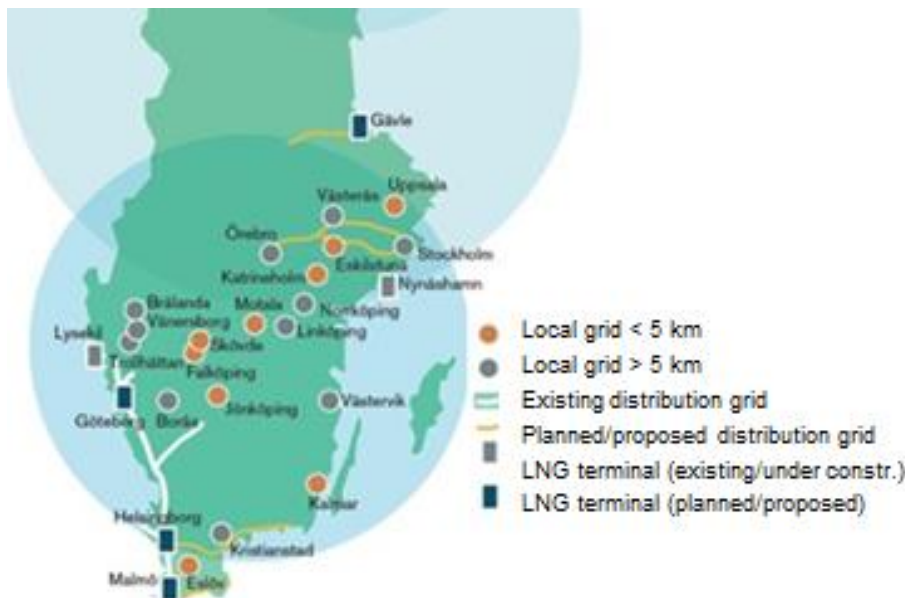 Gävle
Uppsala
Västerås
Örebro
Stockholm
Eskilstuna
Katrineholm
Nynäshamn
Brålanda
Motala
Norrköping
Vänersborg
Linköping
Lysekil
Skövde
Trollhättan
Falköping
Göteborg
Borås
Jönköping
Västervik
Kalmar
Helsingborg
Kristianstad
Malmö
Eslöv
Local grid < 5 km
Local grid > 5 km
Existing distribution grid
Planned/proposed distribution grid
LNG terminal (existing/under constr.)
LNG terminal (planned/proposed)